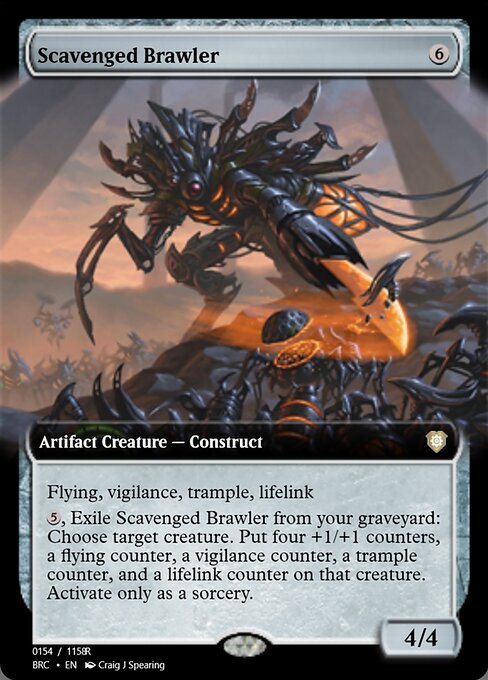 Scavenged Brawler 6
Artifact Creature — Construct
Flying, vigilance, trample, lifelink
5, Exile Scavenged Brawler from your graveyard:
Choose target creature. Put four +1/+1 counters,
a flying counter, a vigilance counter, a trample
counter, and a lifelink counter on that creature.
Activate only as a sorcery.
4/4
0154 / 1158R
BRC • EN Craig J Spearing